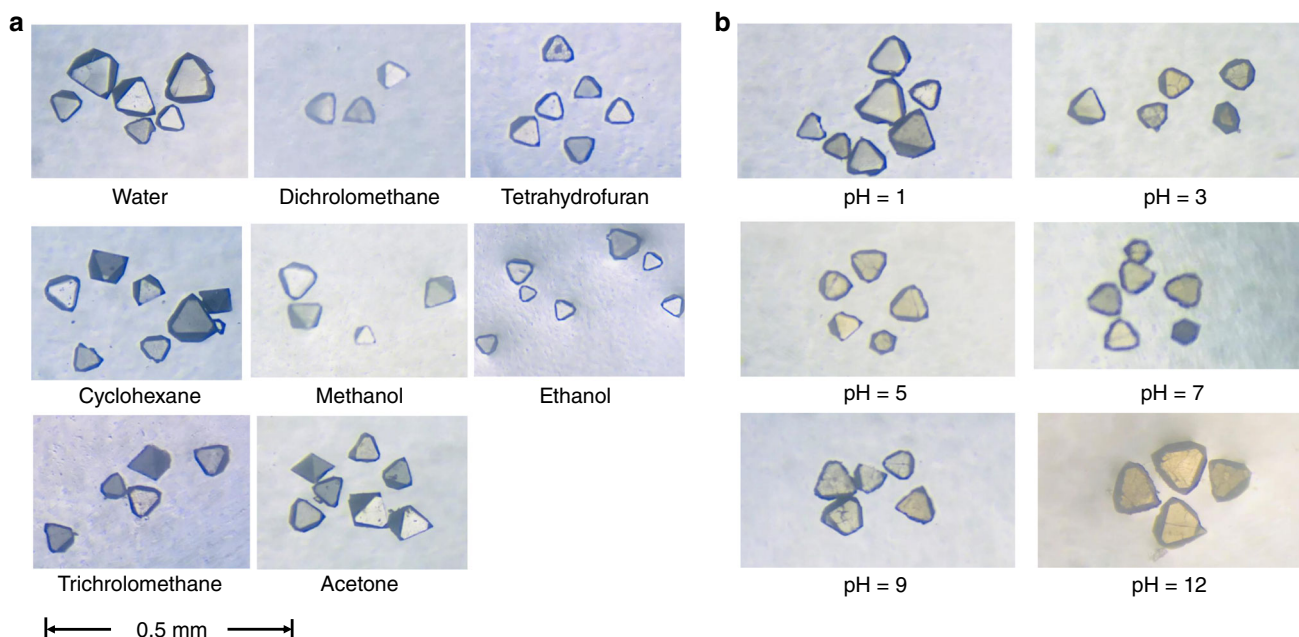 a
Water
Dichrolomethane
Tetrahydrofuran
Cyclohexane
Methanol
Ethanol
Trichrolomethane
Acetone
0.5 mm
b
pH = 1
pH = 3
pH = 5
pH = 7
pH = 9
pH = 12